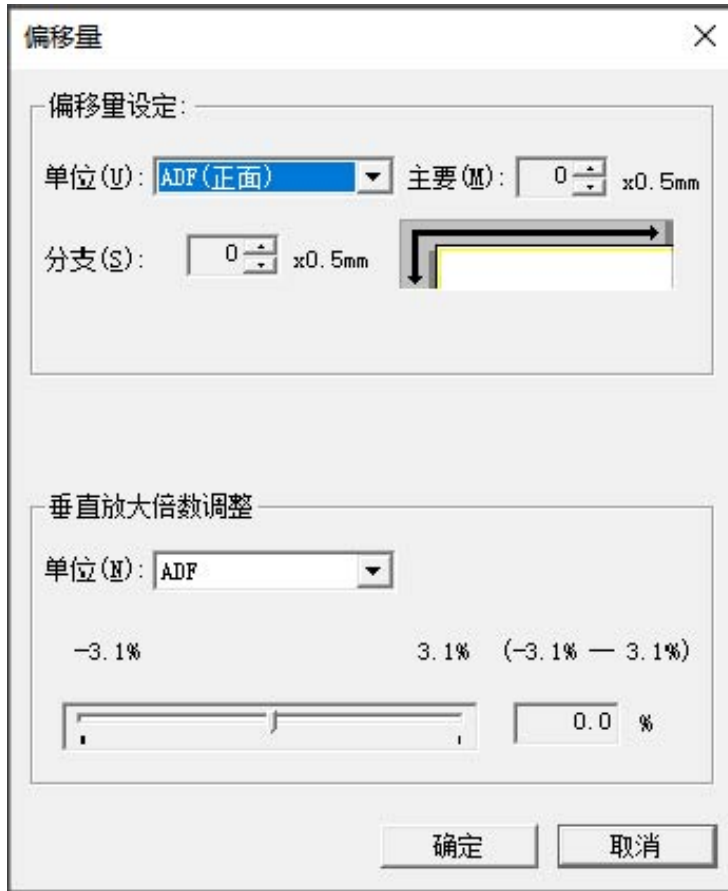 偏移量
偏移量设定:
单位(U): ADF(正面) 主要(M): 0 x0.5mm
分支(S): 0 x0.5mm
垂直放大倍数调整
单位(N): ADF
-3.1% 3.1% (-3.1% — 3.1%)
0.0 %
确定 取消